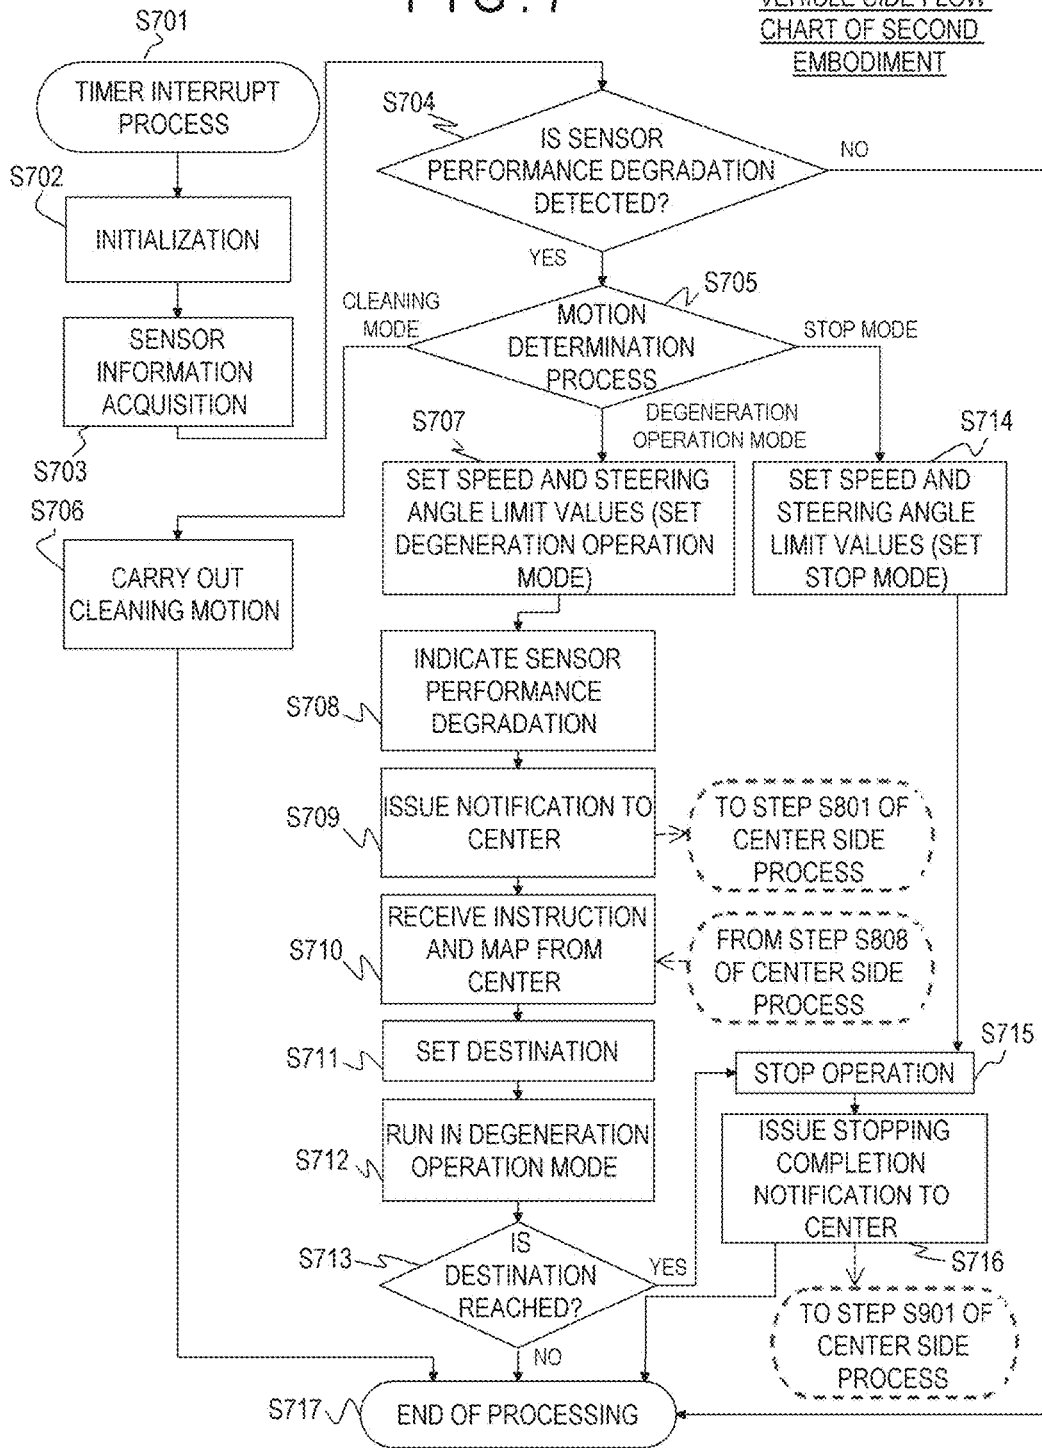 FIG. 7
VEHICLE SIDE FLOW
CHART OF SECOND
EMBODIMENT
S701
TIMER INTERRUPT
PROCESS
S702
INITIALIZATION
SENSOR
INFORMATION
ACQUISITION
S703
S704
IS SENSOR
PERFORMANCE DEGRADATION
DETECTED?
NO
YES
S705
MOTION
DETERMINATION
PROCESS
CLEANING
MODE
STOP MODE
DEGENERATION
OPERATION MODE
S706
CARRY OUT
CLEANING MOTION
S707
SET SPEED AND STEERING
ANGLE LIMIT VALUES (SET
DEGENERATION OPERATION
MODE)
S714
SET SPEED AND
STEERING ANGLE
LIMIT VALUES (SET
STOP MODE)
S708
INDICATE SENSOR
PERFORMANCE
DEGRADATION
S709
ISSUE NOTIFICATION TO
CENTER
TO STEP S801 OF
CENTER SIDE
PROCESS
S710
RECEIVE INSTRUCTION
AND MAP FROM
CENTER
FROM STEP S808
OF CENTER SIDE
PROCESS
S711
SET DESTINATION
S712
RUN IN DEGENERATION
OPERATION MODE
S713
IS
DESTINATION
REACHED?
YES
NO
S715
STOP OPERATION
ISSUE STOPPING
COMPLETION
NOTIFICATION TO
CENTER
S716
TO STEP S901 OF
CENTER SIDE
PROCESS
S717
END OF PROCESSING